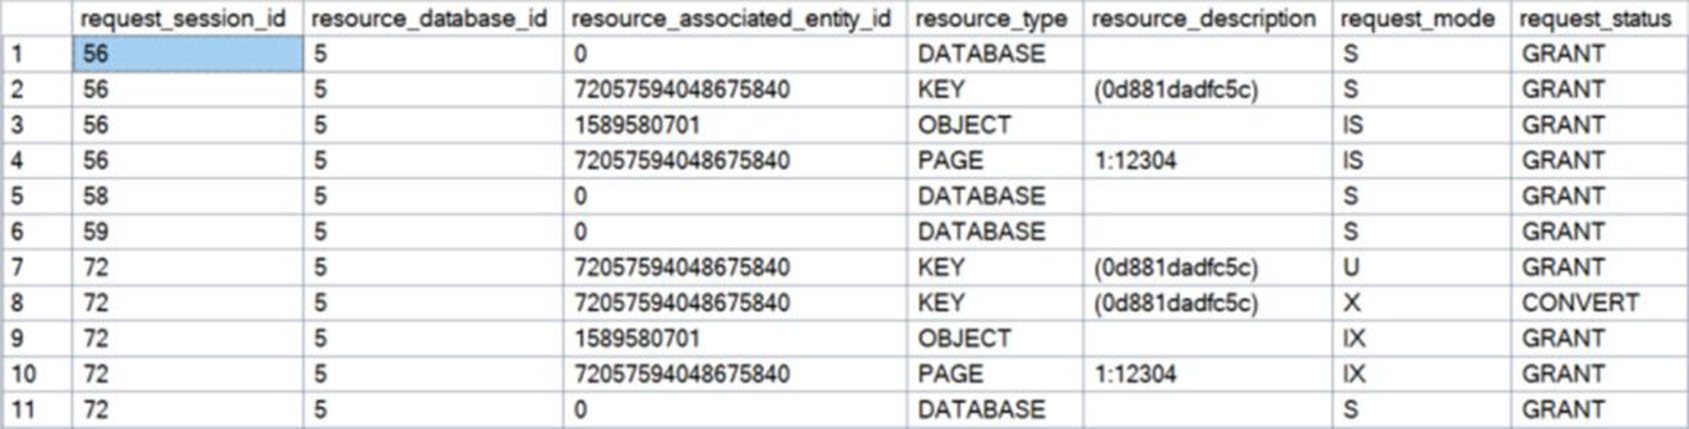 request_session_id resource_database_id resource_associated_entity_id resource_type resource_description request_mode request_status
1 56 5 0 DATABASE S GRANT
2 56 5 72057594048675840 KEY (0d881dadfc5c) S GRANT
3 56 5 1589580701 OBJECT IS GRANT
4 56 5 72057594048675840 PAGE 1:12304 IS GRANT
5 58 5 0 DATABASE S GRANT
6 59 5 0 DATABASE S GRANT
7 72 5 72057594048675840 KEY (0d881dadfc5c) U GRANT
8 72 5 72057594048675840 KEY (0d881dadfc5c) X CONVERT
9 72 5 1589580701 OBJECT IX GRANT
10 72 5 72057594048675840 PAGE 1:12304 IX GRANT
11 72 5 0 DATABASE S GRANT